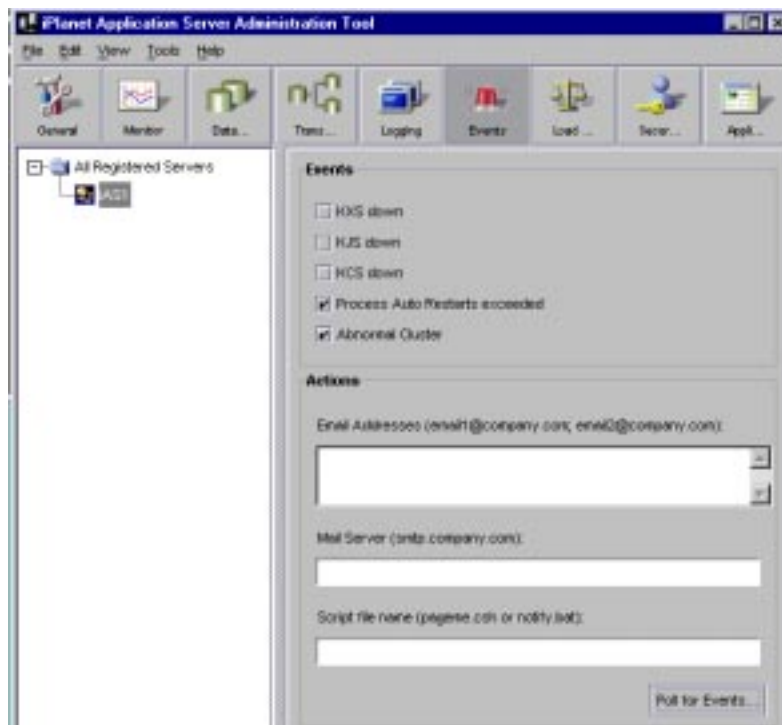 iPlanet Application Server Administration Tool
File Edit View Tools Help
General Monitor Data... Trans... Logging Events Load ... Secur... Appli...
All Registered Servers
iAS1
Events
KXS down
KJS down
KCS down
Process Auto Restarts exceeded
Abnormal Cluster
Actions
Email Addresses (email1@company.com; email2@company.com):
Mail Server (smtp.company.com):
Script file name (pageme.csh or notify.bat):
Poll for Events...